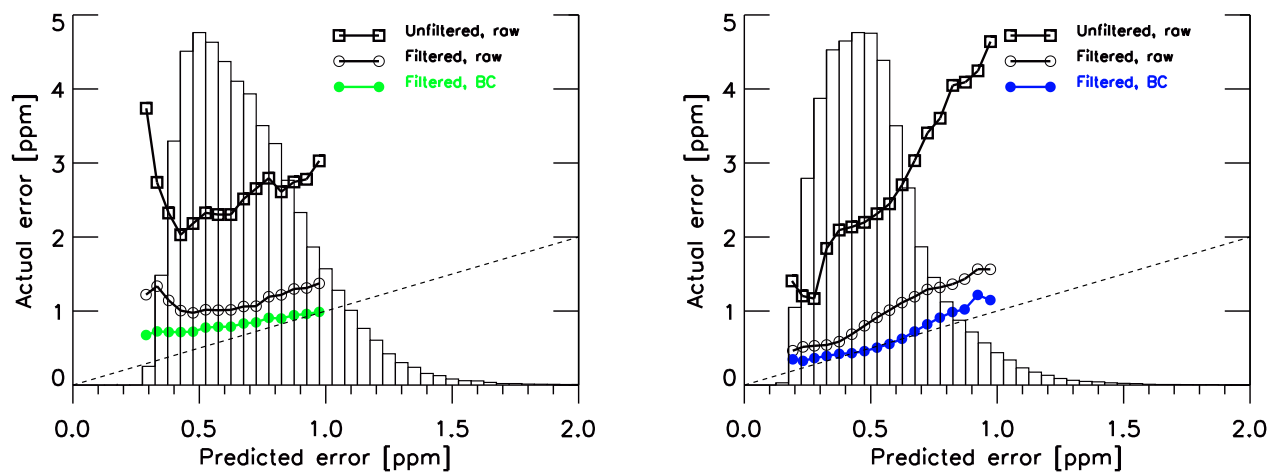 5
4
3
2
1
0
Actual error [ppm]
Unfiltered, raw
Filtered, raw
Filtered, BC
0.0 0.5 1.0 1.5 2.0
Predicted error [ppm]
5
4
3
2
1
0
Actual error [ppm]
Unfiltered, raw
Filtered, raw
Filtered, BC
0.0 0.5 1.0 1.5 2.0
Predicted error [ppm]